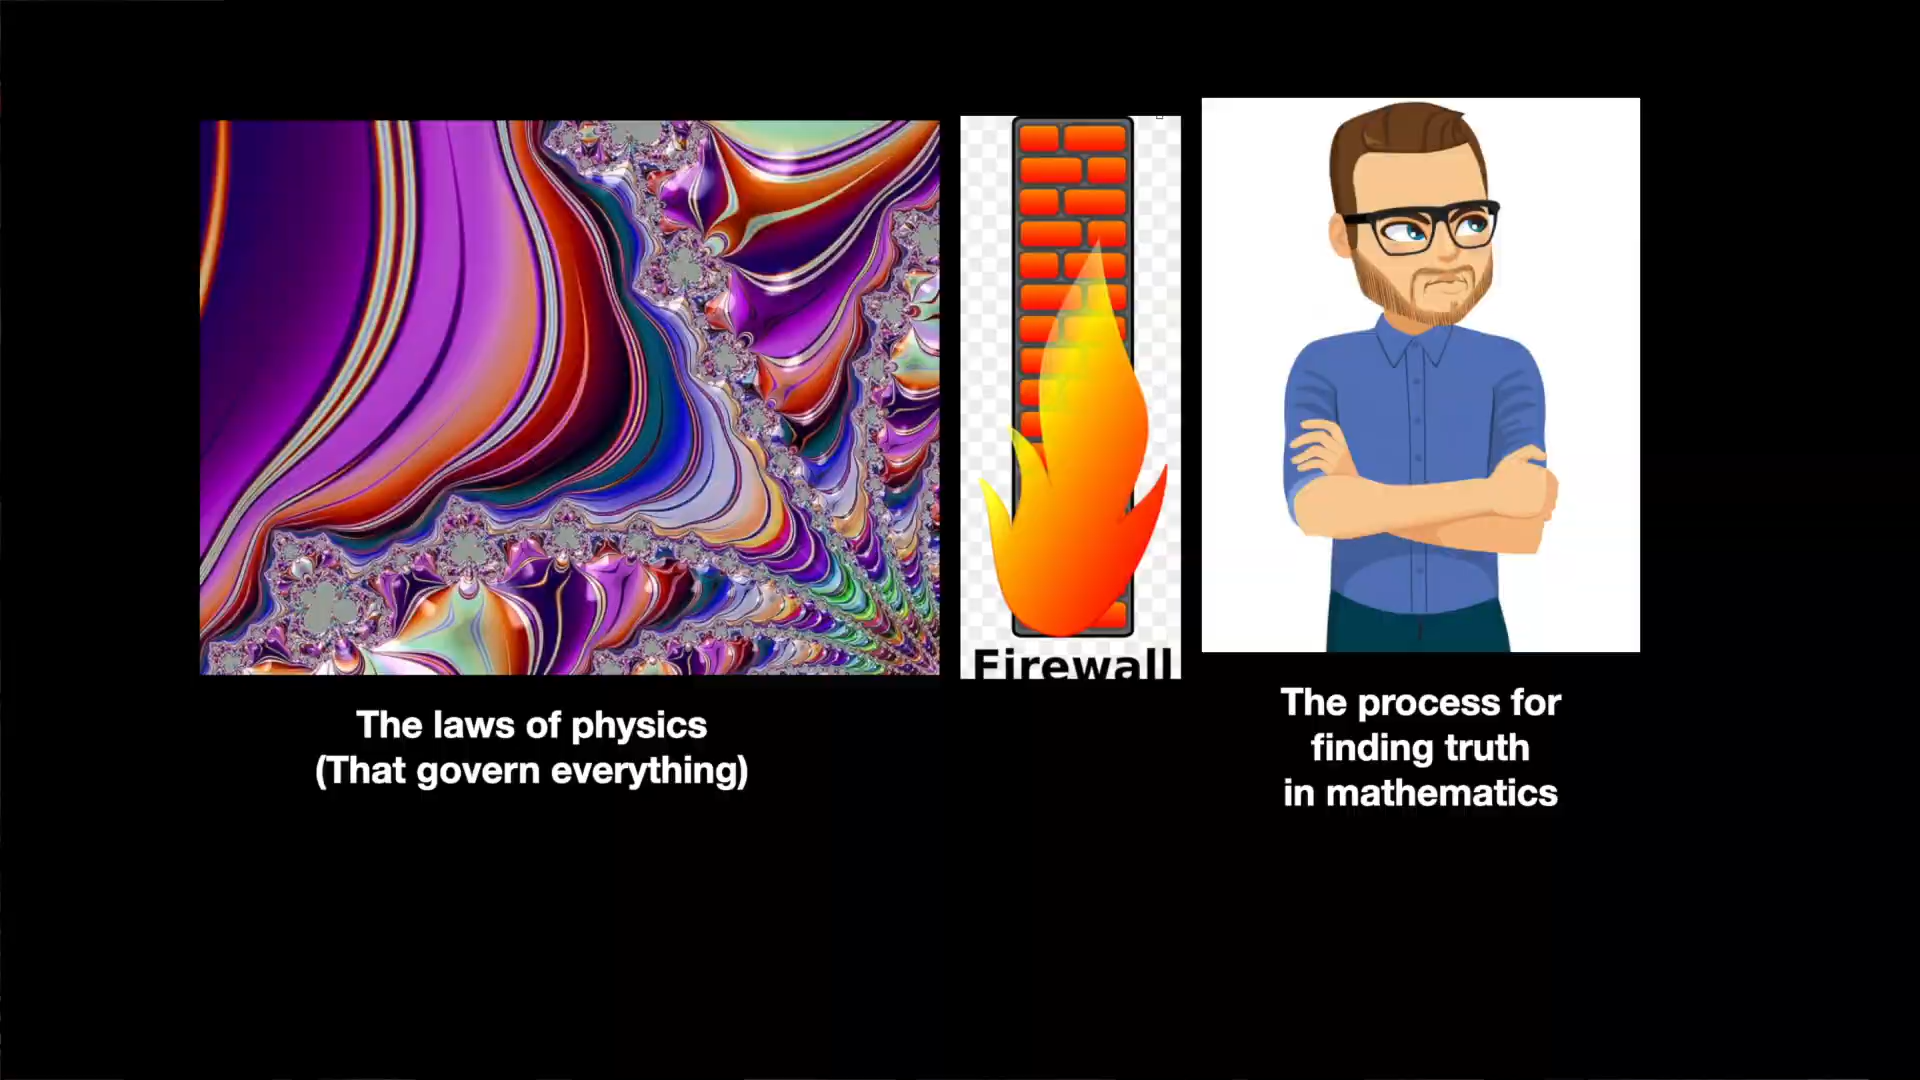 Firewall
The laws of physics
(That govern everything)
The process for
finding truth
in mathematics